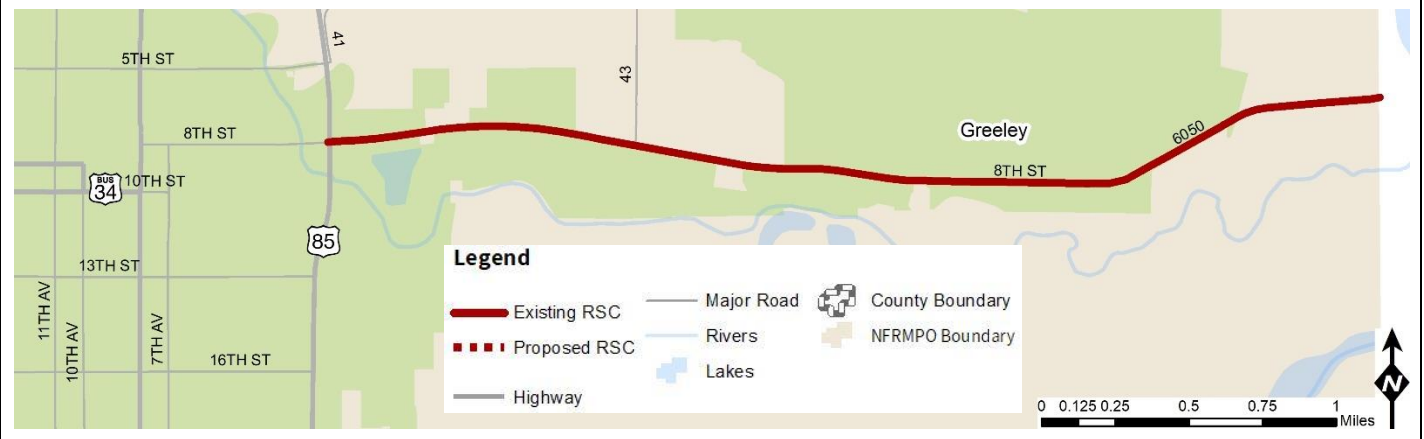 41
5TH ST
43
8TH ST
Greeley
6050
8TH ST
BUS
34
10TH ST
85
13TH ST
11TH AV
10TH AV
7TH AV
16TH ST
Legend
Existing RSC
Proposed RSC
Highway
Major Road
Rivers
Lakes
County Boundary
NFRMPO Boundary
N
0 0.125 0.25 0.5 0.75 1
Miles